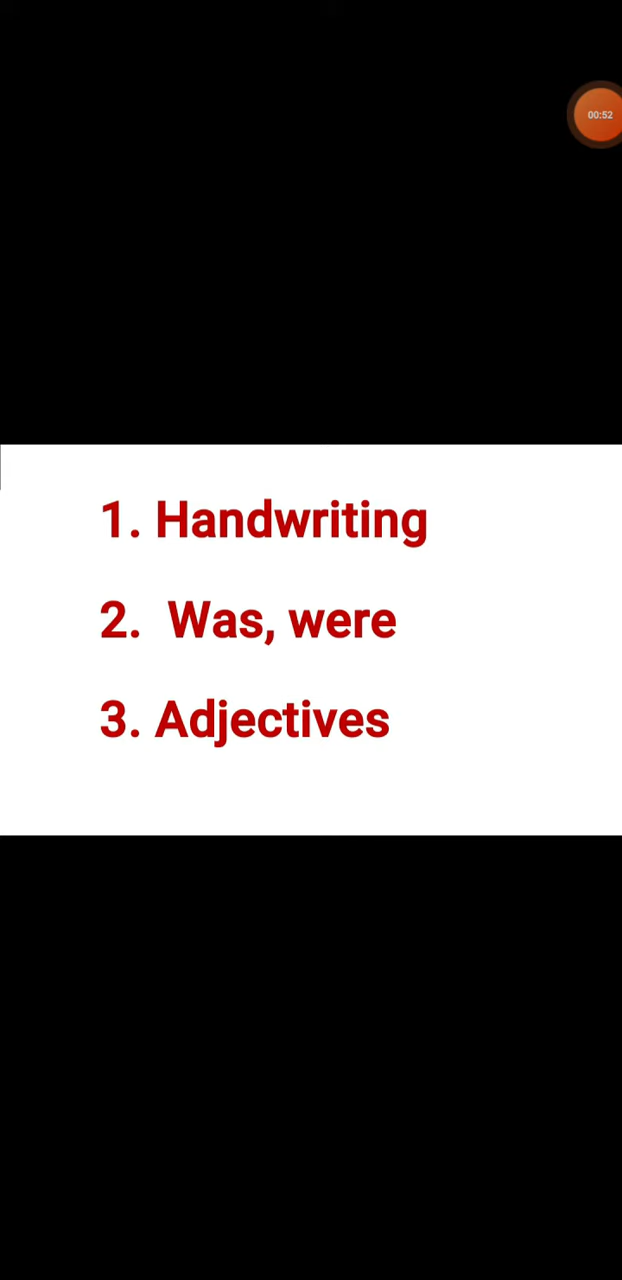 00:52
1. Handwriting
2. Was, were
3. Adjectives